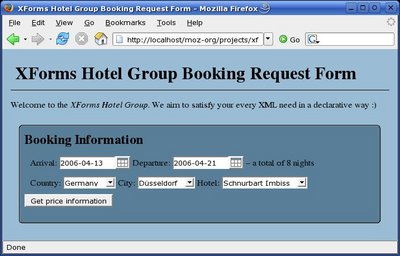 XForms Hotel Group Booking Request Form - Mozilla Firefox
File Edit View Go Bookmarks Tools Help
http://localhost/moz-org/projects/xf Go
XForms Hotel Group Booking Request Form
Welcome to the XForms Hotel Group. We aim to satisfy your every XML need in a declarative way :)
Booking Information
Arrival: 2006-04-13 Departure: 2006-04-21 – a total of 8 nights
Country: Germany City: Düsseldorf Hotel: Schnurbart Imbiss
Get price information
Done